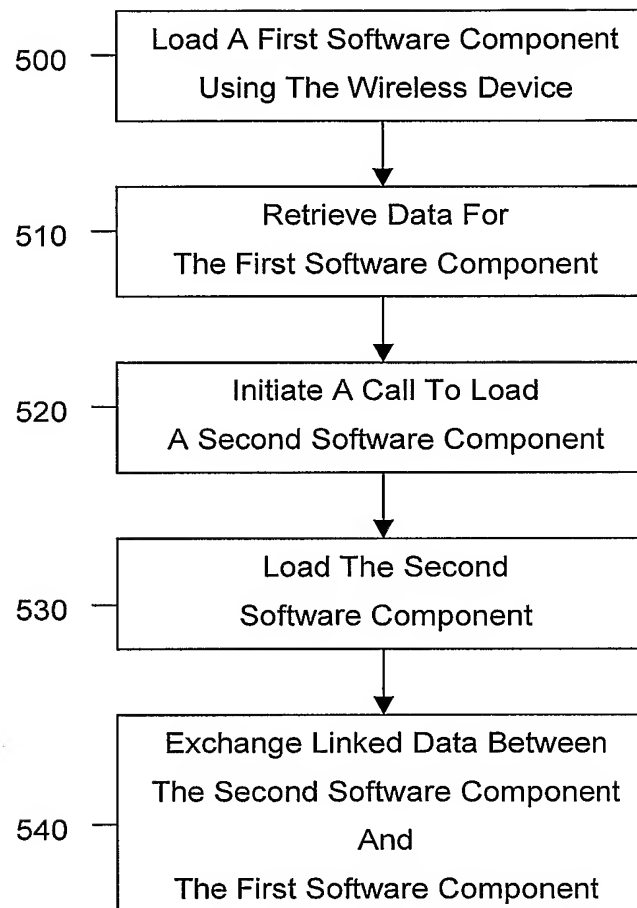 500
Load A First Software Component
Using The Wireless Device
510
Retrieve Data For
The First Software Component
520
Initiate A Call To Load
A Second Software Component
530
Load The Second
Software Component
540
Exchange Linked Data Between
The Second Software Component
And
The First Software Component